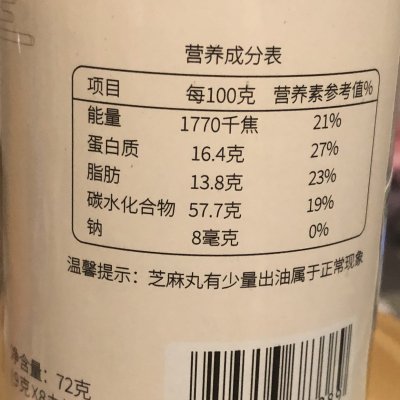 营养成分表
项目 每100克 营养素参考值%
能量 1770千焦 21%
蛋白质 16.4克 27%
脂肪 13.8克 23%
碳水化合物 57.7克 19%
钠 8毫克 0%
温馨提示：芝麻丸有少量出油属于正常现象
净含量：72克